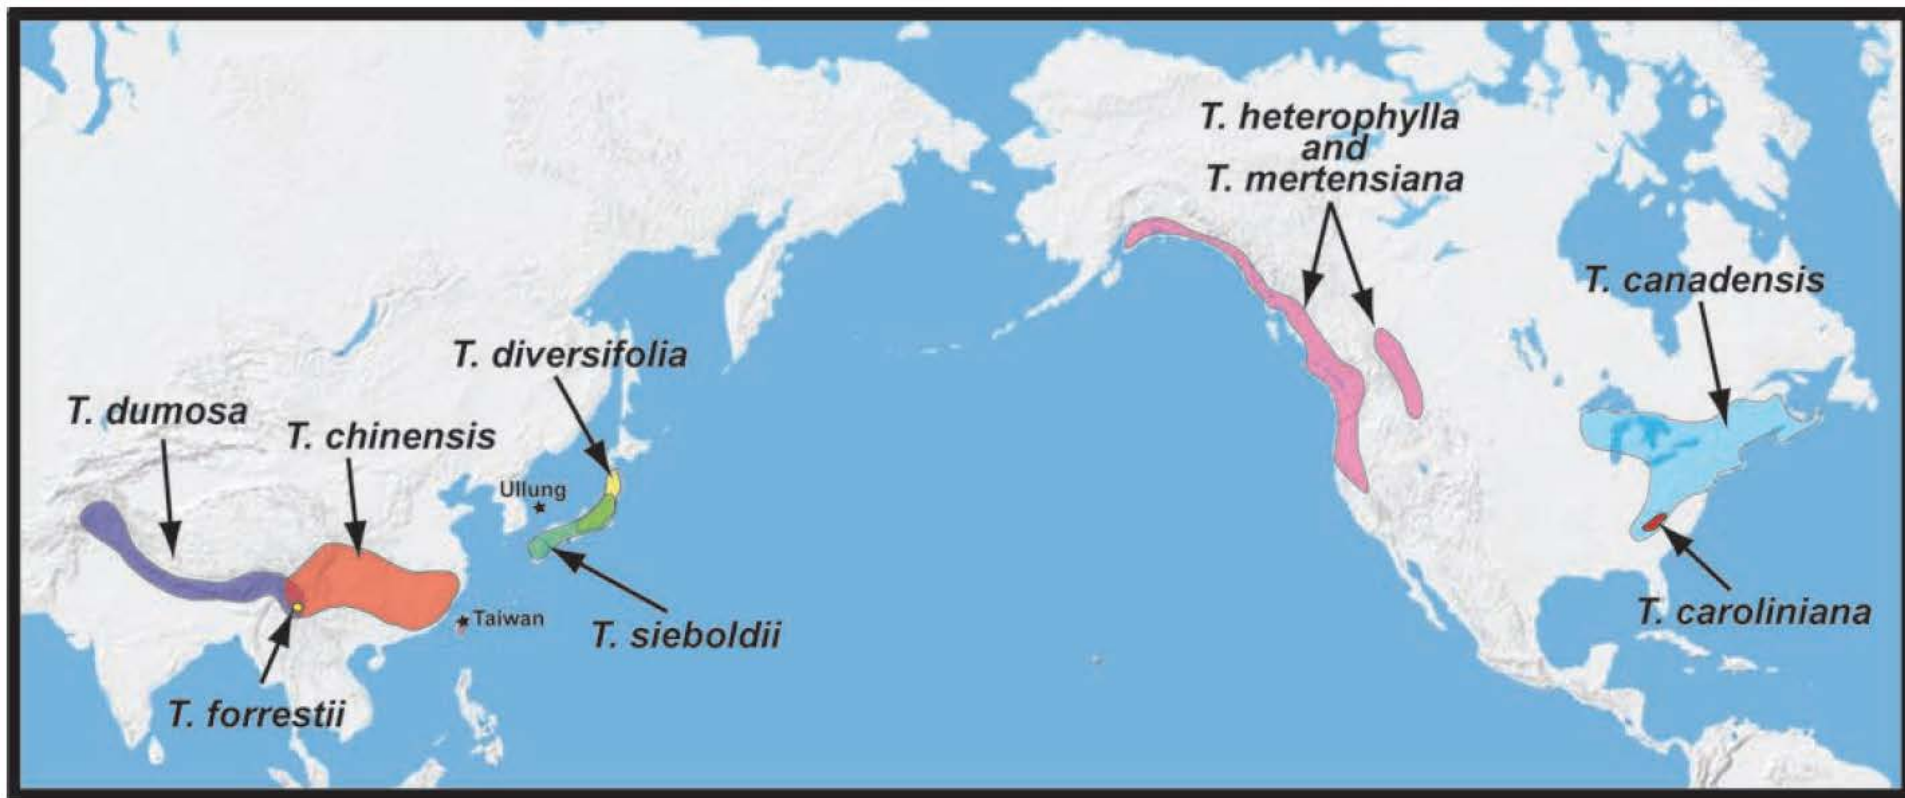 T. heterophylla
and
T. mertensiana
T. canadensis
T. diversifolia
T. dumosa
T. chinensis
Ullung
Taiwan
T. sieboldii
T. caroliniana
T. forrestii